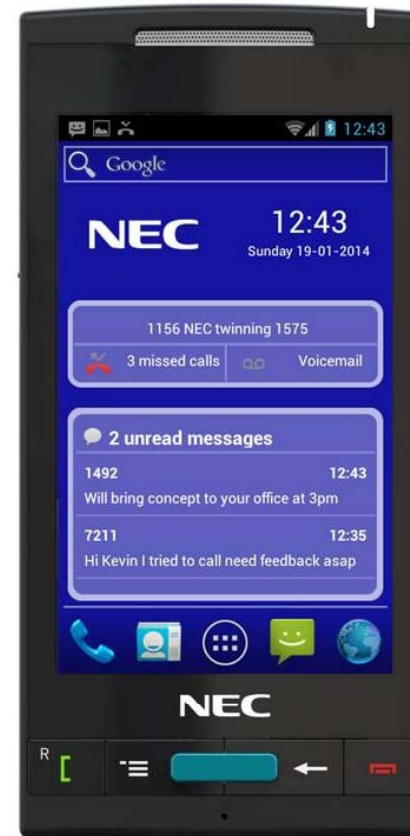 12:43
Google
NEC
12:43
Sunday 19-01-2014
1156 NEC twinning 1575
3 missed calls
Voicemail
2 unread messages
1492 12:43
Will bring concept to your office at 3pm
7211 12:35
Hi Kevin I tried to call need feedback asap
NEC
R